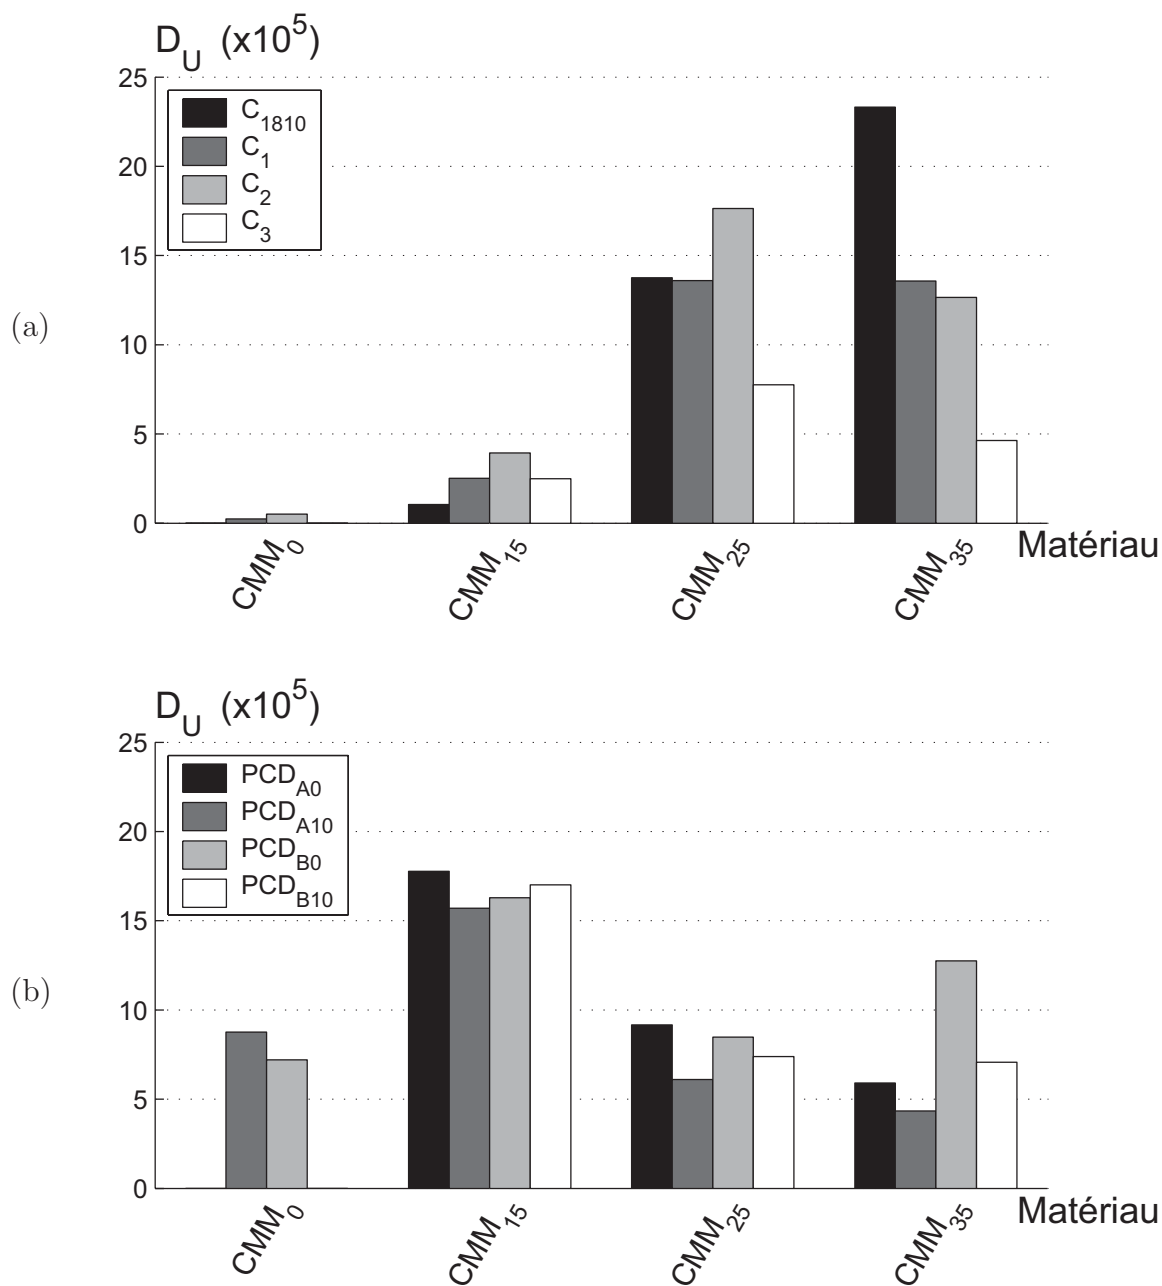 D_U (x10^5)
25
C_1810
C_1
20
C_2
C_3
15
(a)
10
5
0
CMM_0
CMM_15
CMM_25
CMM_35
Matériau
D_U (x10^5)
25
PCD_A0
PCD_A10
20
PCD_B0
PCD_B10
15
(b)
10
5
0
CMM_0
CMM_15
CMM_25
CMM_35
Matériau